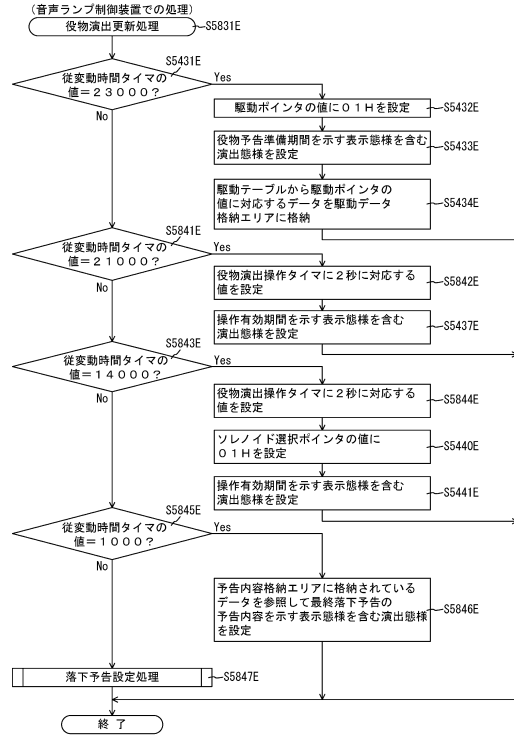 (音声ランプ制御装置での処理)
役物演出更新処理
S5831E
S5431E
従変動時間タイマの
値=23000?
Yes
No
駆動ポインタの値に01Hを設定
S5432E
役物予告準備期間を示す表示態様を含む
演出態様を設定
S5433E
駆動テーブルから駆動ポインタの
値に対応するデータを駆動データ
格納エリアに格納
S5434E
S5841E
従変動時間タイマの
値=21000?
Yes
No
役物演出操作タイマに2秒に対応する
値を設定
S5842E
操作有効期間を示す表示態様を含む
演出態様を設定
S5437E
S5843E
従変動時間タイマの
値=14000?
Yes
No
役物演出操作タイマに2秒に対応する
値を設定
S5844E
ソレノイド選択ポインタの値に
01Hを設定
S5440E
操作有効期間を示す表示態様を含む
演出態様を設定
S5441E
S5845E
従変動時間タイマの
値=1000?
Yes
No
予告内容格納エリアに格納されている
データを参照して最終落下予告の
予告内容を示す表示態様を含む演出態様
を設定
S5846E
落下予告設定処理
S5847E
終了